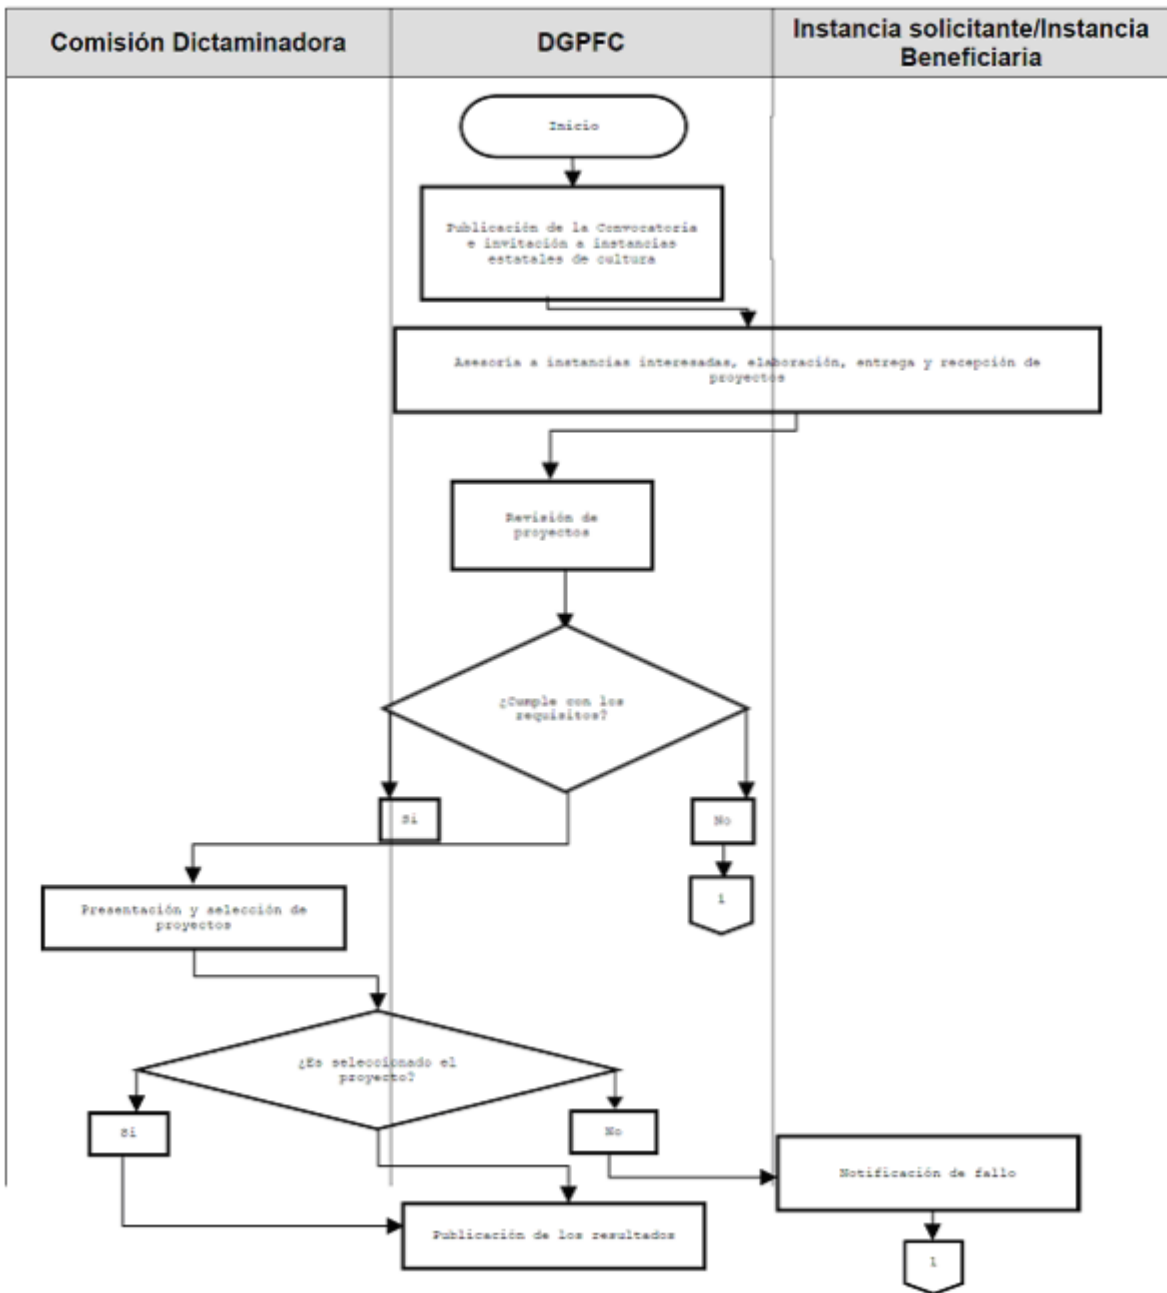 Comisión Dictaminadora
DGPFC
Instancia solicitante/Instancia
Beneficiaria
Inicio
Publicación de la Convocatoria
e invitación a instancias
estatales de cultura
Asesoría a instancias interesadas, elaboración, entrega y recepción de
proyectos
Revisión de
proyectos
¿Cumple con los
requisitos?
Si
No
1
Presentación y selección de
proyectos
¿Es seleccionado el
proyecto?
Si
No
Notificación de fallo
Publicación de los resultados
1